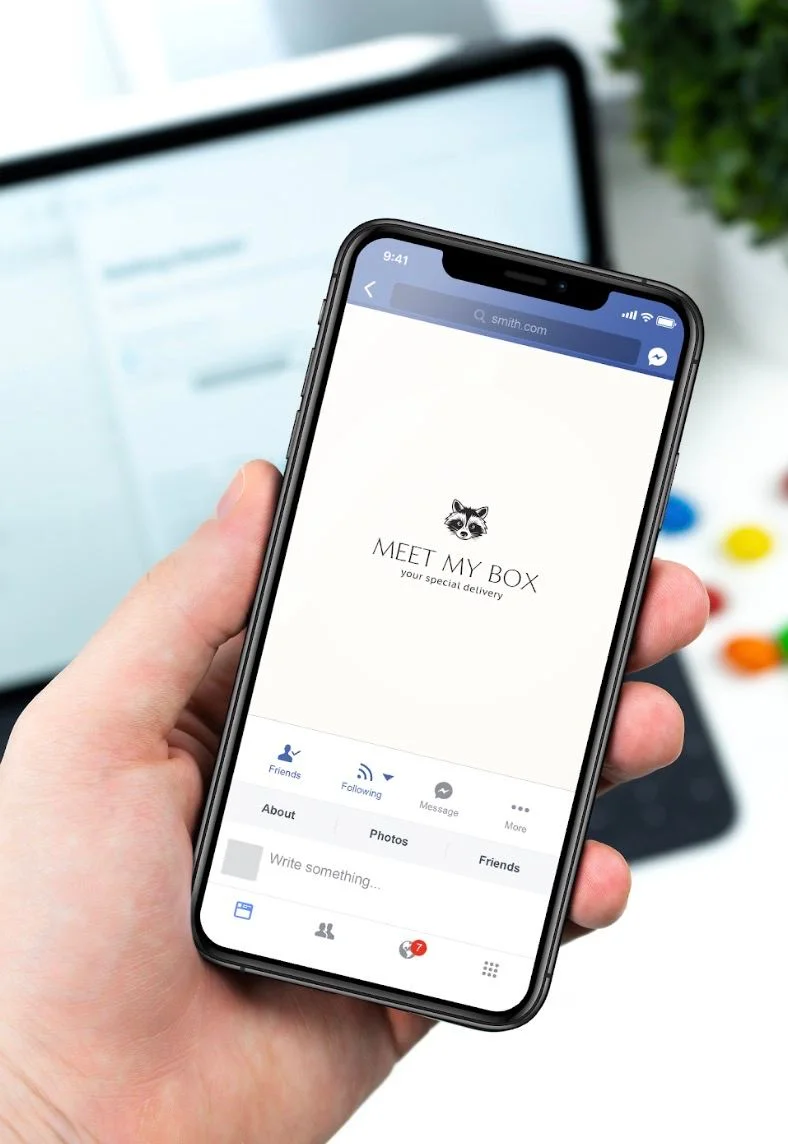 9:41
smith.com
MEET MY BOX
your special delivery
Friends
Following
Message
More
About
Photos
Friends
Write something...
7